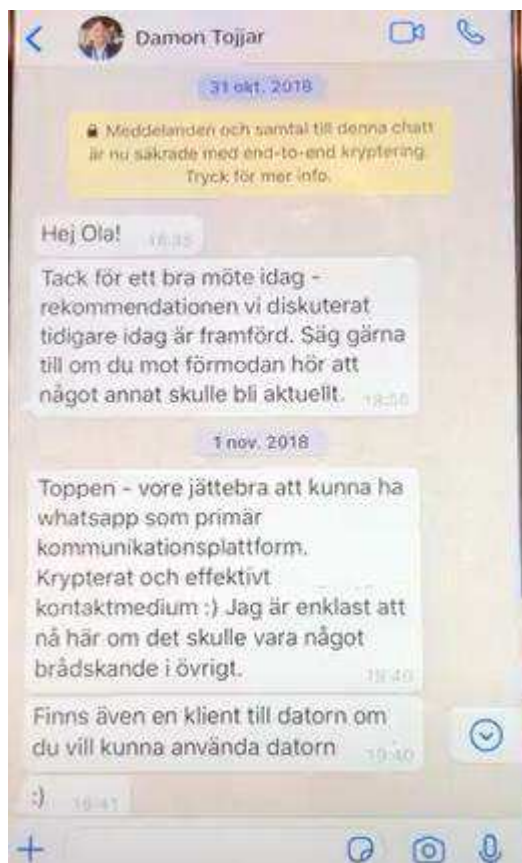 Damon Tojjar
31 okt. 2018
Meddelanden och samtal till denna chatt
är nu säkrade med end-to-end kryptering.
Tryck för mer info.
Hej Ola!
Tack för ett bra möte idag -
rekommendationen vi diskuterat
tidigare idag är framförd. Säg gärna
till om du mot förmodan hör att
något annat skulle bli aktuellt.
1 nov. 2018
Toppen - vore jättebra att kunna ha
whatsapp som primär
kommunikationsplattform.
Krypterat och effektivt
kontaktmedium :) Jag är enklast att
nå här om det skulle vara något
brådskande i övrigt.
19:40
Finns även en klient till datorn om
du vill kunna använda datorn
19:40
:)